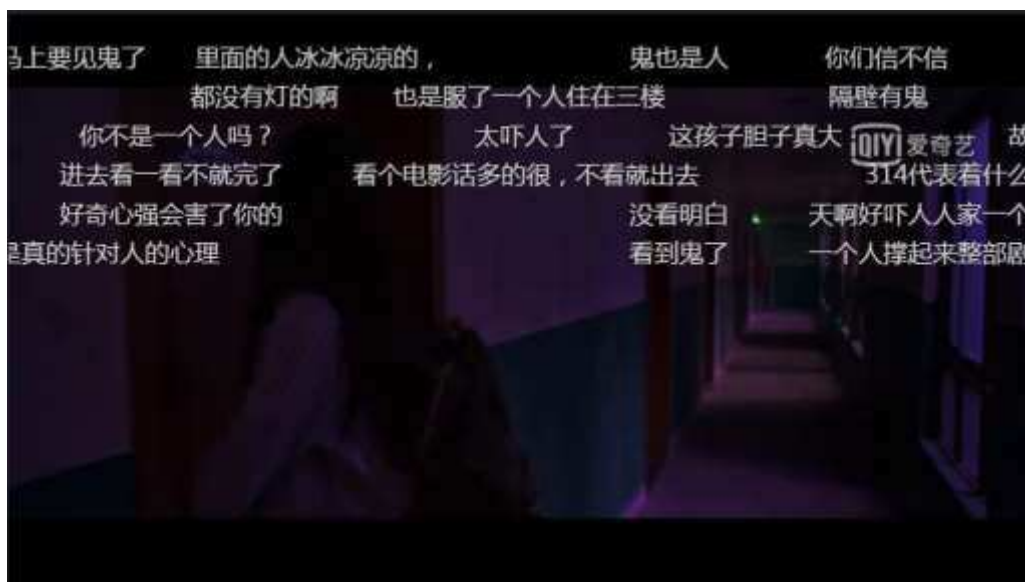 马上要见鬼了 里面的人冰冰凉凉的， 鬼也是人 你们信不信
都没有灯的啊 也是服了一个人住在三楼 隔壁有鬼
你不是一个人吗？ 太吓人了 这孩子胆子真大 故
QIY 爱奇艺
进去看一看不就完了 看个电影话多的很，不看就出去 314代表着什么
好奇心强会害了你的 没看明白 天啊好吓人人家一个
是真的针对人的心理 看到鬼了 一个人撑起来整部剧